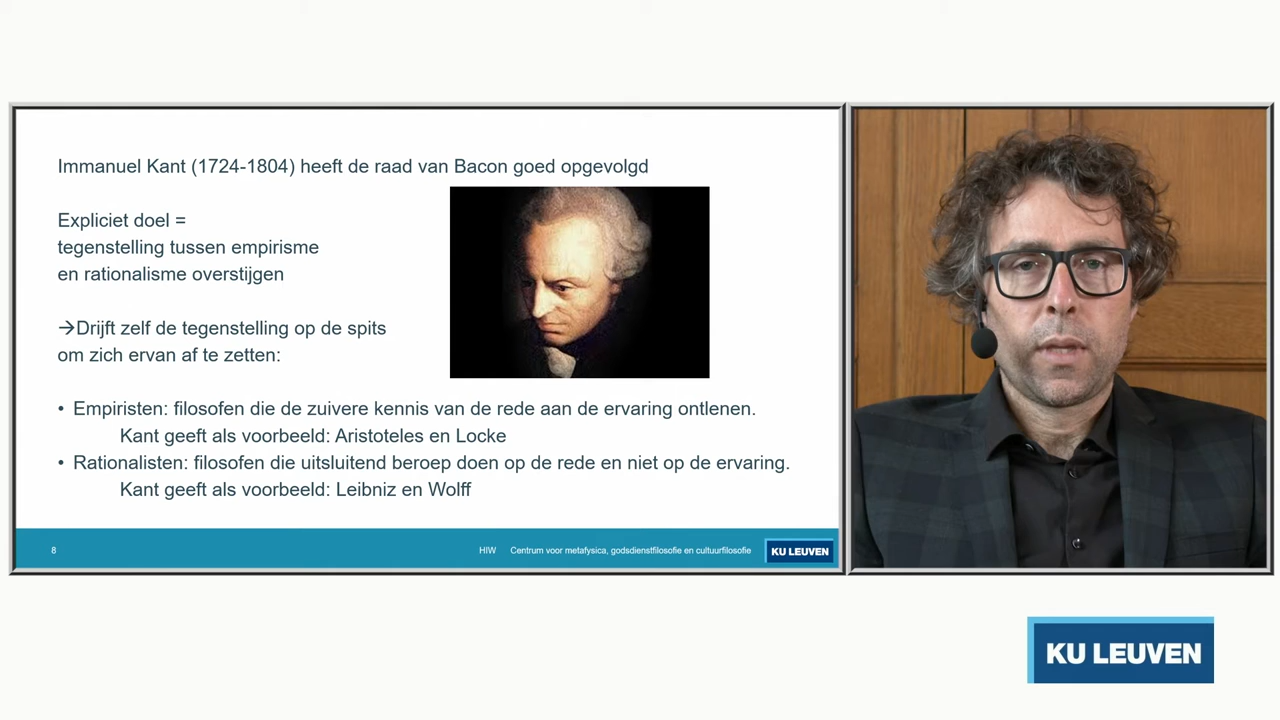 Immanuel Kant (1724-1804) heeft de raad van Bacon goed opgevolgd
Expliciet doel =
tegenstelling tussen empirisme
en rationalisme overstijgen
→Drijft zelf de tegenstelling op de spits
om zich ervan af te zetten:
• Empiristen: filosofen die de zuivere kennis van de rede aan de ervaring ontlenen.
Kant geeft als voorbeeld: Aristoteles en Locke
• Rationalisten: filosofen die uitsluitend beroep doen op de rede en niet op de ervaring.
Kant geeft als voorbeeld: Leibniz en Wolff
8 HIW Centrum voor metafysica, godsdienstfilosofie en cultuurfilosofie KU LEUVEN
KU LEUVEN